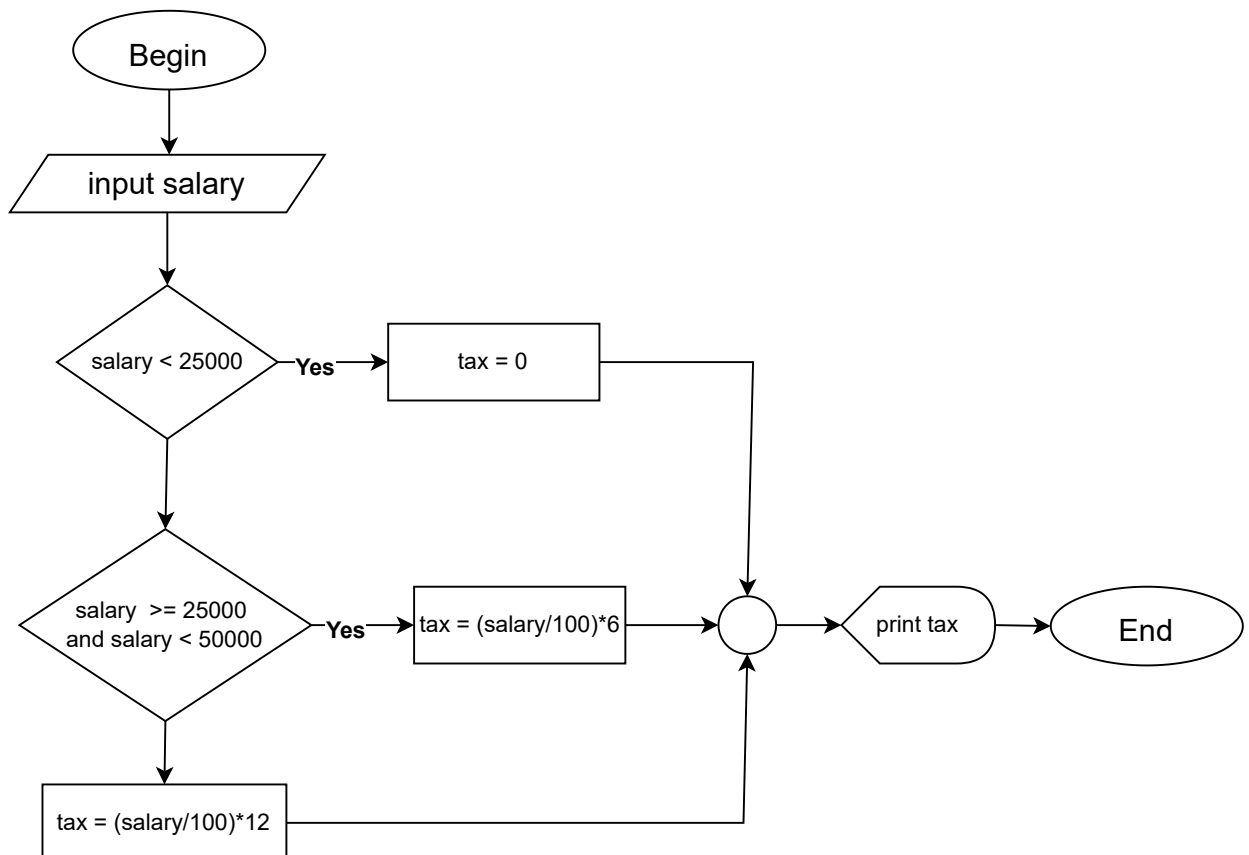 Begin
input salary
salary < 25000
Yes
tax = 0
salary  >= 25000
and salary < 50000
Yes
tax = (salary/100)*6
print tax
End
tax = (salary/100)*12